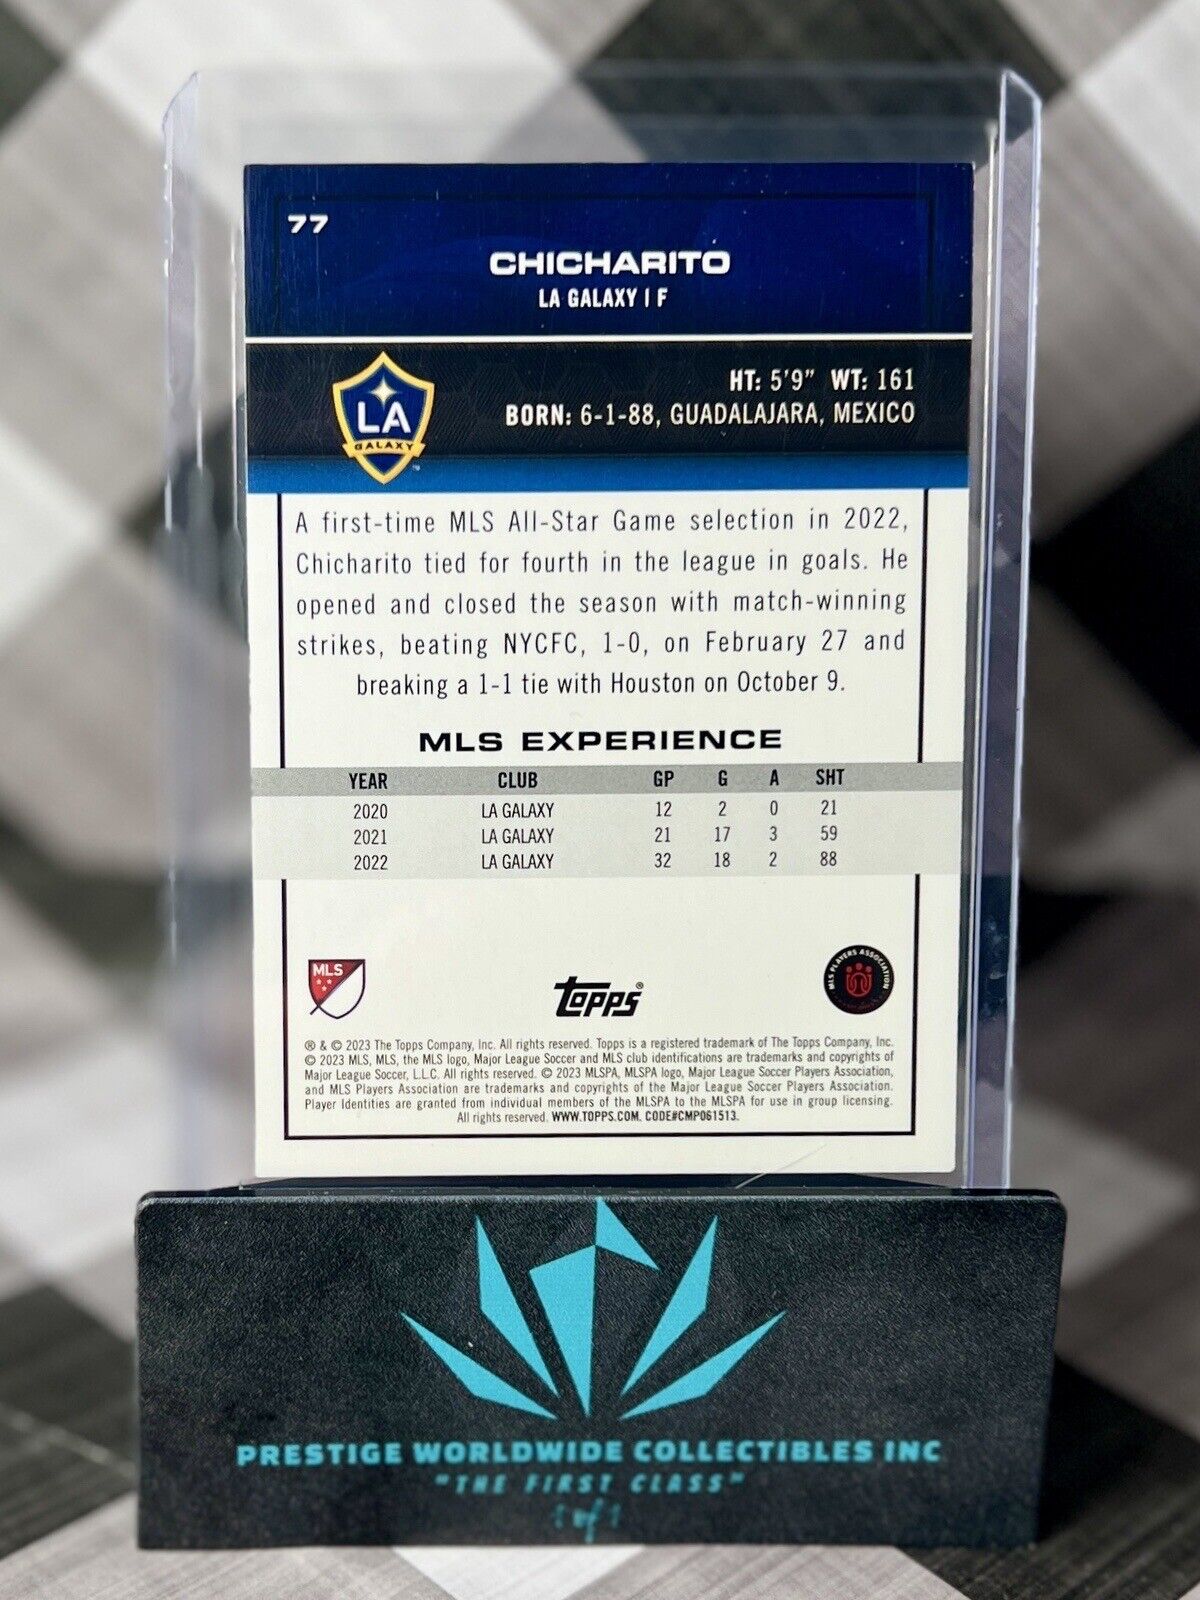 77
CHICHARITO
LA GALAXY | F
LA
GALAXY
™
HT: 5'9" WT: 161
BORN: 6-1-88, GUADALAJARA, MEXICO
A first-time MLS All-Star Game selection in 2022,
Chicharito tied for fourth in the league in goals. He
opened and closed the season with match-winning
strikes, beating NYCFC, 1-0, on February 27 and
breaking a 1-1 tie with Houston on October 9.
MLS EXPERIENCE
YEAR CLUB GP G A SHT
2020 LA GALAXY 12 2 0 21
2021 LA GALAXY 21 17 3 59
2022 LA GALAXY 32 18 2 88
MLS
topps®
MLS PLAYERS ASSOCIATION
® & © 2023 The Topps Company, Inc. All rights reserved. Topps is a registered trademark of The Topps Company, Inc.
© 2023 MLS, MLS, the MLS logo, Major League Soccer and MLS club identifications are trademarks and copyrights of
Major League Soccer, L.L.C. All rights reserved. © 2023 MLSPA, MLSPA logo, Major League Soccer Players Association,
and MLS Players Association are trademarks and copyrights of the Major League Soccer Players Association.
Player Identities are granted from individual members of the MLSPA to the MLSPA for use in group licensing.
All rights reserved. WWW.TOPPS.COM. CODE#CMP061513.
PRESTIGE WORLDWIDE COLLECTIBLES INC
"THE FIRST CLASS"
1 of 1